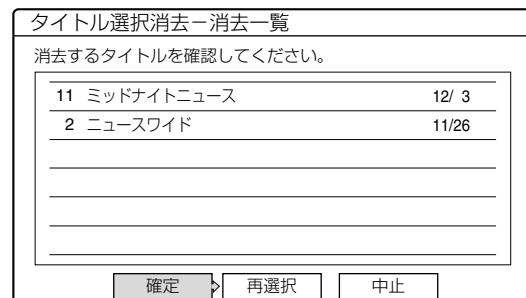 タイトル選択消去－消去一覧
消去するタイトルを確認してください。
11 ミッドナイトニュース 12/ 3
2 ニュースワイド 11/26
確定 再選択 中止